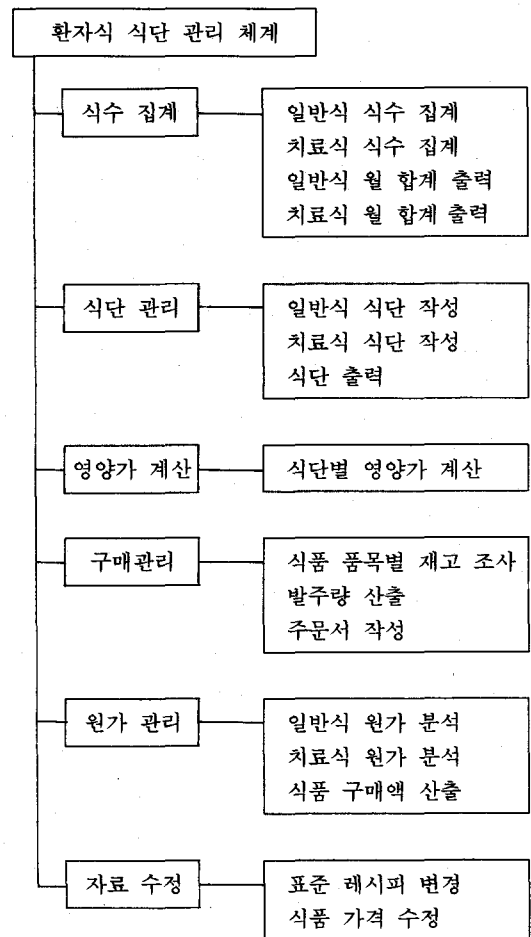 환자식 식단 관리 체계
식수 집계
일반식 식수 집계
치료식 식수 집계
일반식 월 합계 출력
치료식 월 합계 출력
식단 관리
일반식 식단 작성
치료식 식단 작성
식단 출력
영양가 계산
식단별 영양가 계산
구매관리
식품 품목별 재고 조사
발주량 산출
주문서 작성
원가 관리
일반식 원가 분석
치료식 원가 분석
식품 구매액 산출
자료 수정
표준 레시피 변경
식품 가격 수정